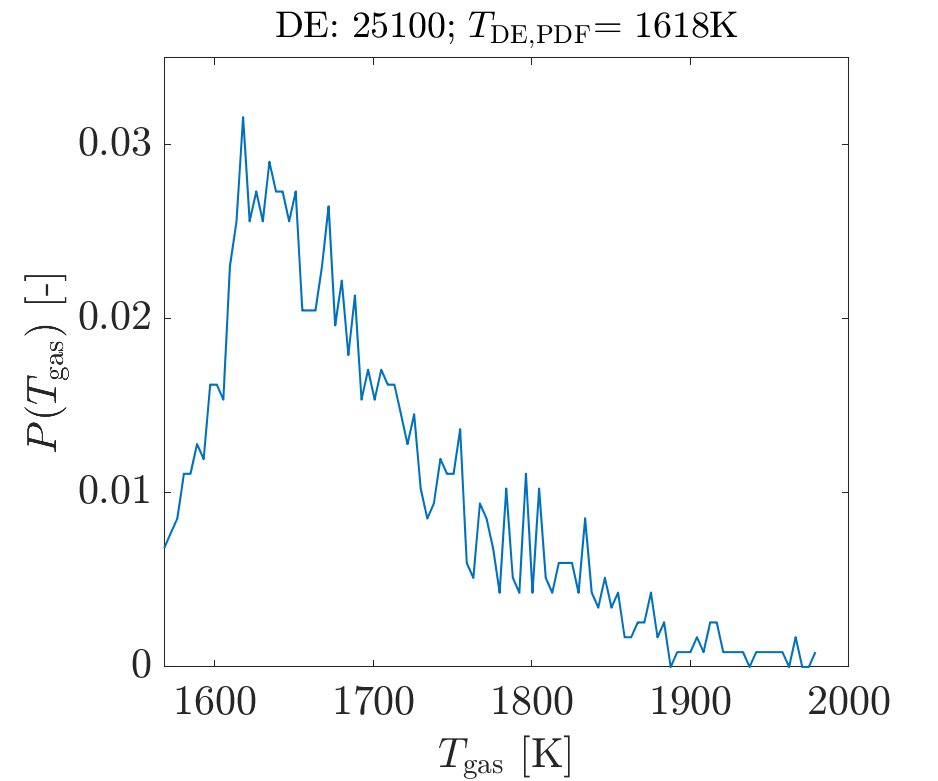 DE: 25100; T_DE,PDF= 1618K
0.03
0.02
0.01
0
P(T_gas) [-]
1600 1700 1800 1900 2000
T_gas [K]